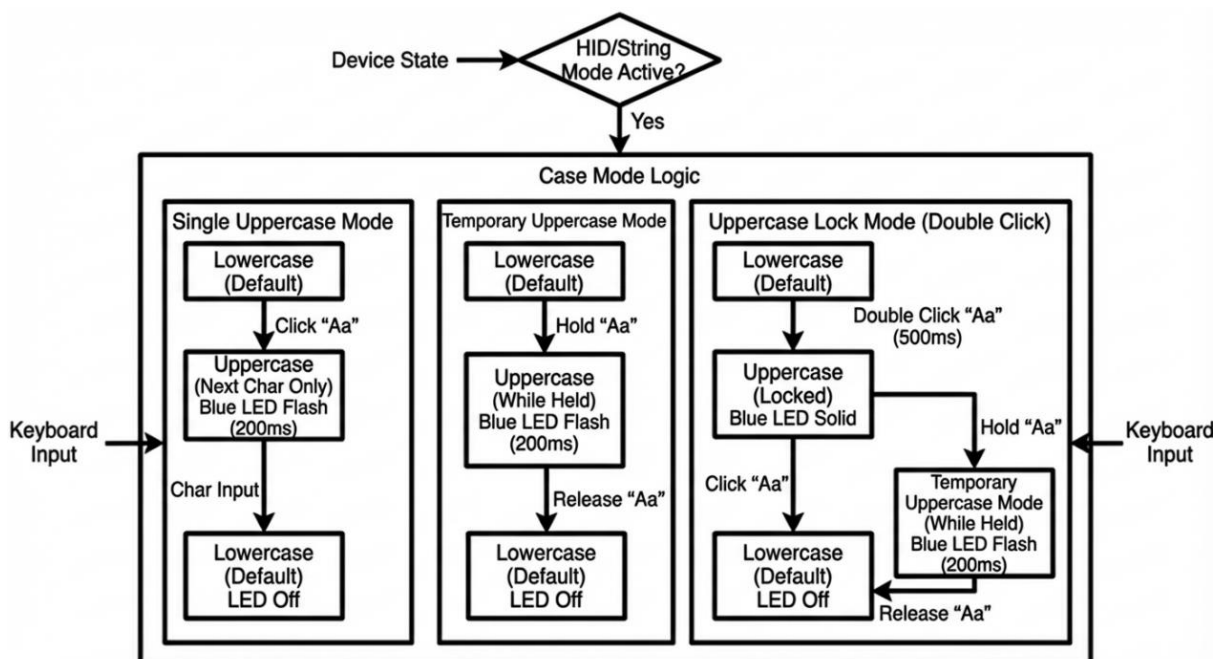 HID/String
Mode Active?
Device State
Yes
Case Mode Logic
Single Uppercase Mode
Lowercase
(Default)
Click “Aa”
Uppercase
(Next Char Only)
Blue LED Flash
(200ms)
Char Input
Lowercase
(Default)
LED Off
Temporary Uppercase Mode
Lowercase
(Default)
Hold “Aa”
Uppercase
(While Held)
Blue LED Flash
(200ms)
Release “Aa”
Lowercase
(Default)
LED Off
Uppercase Lock Mode (Double Click)
Lowercase
(Default)
Double Click “Aa”
(500ms)
Uppercase
(Locked)
Blue LED Solid
Hold “Aa”
Click “Aa”
Temporary
Uppercase Mode
(While Held)
Blue LED Flash
(200ms)
Lowercase
(Default)
LED Off
Release “Aa”
Keyboard
Input
Keyboard
Input